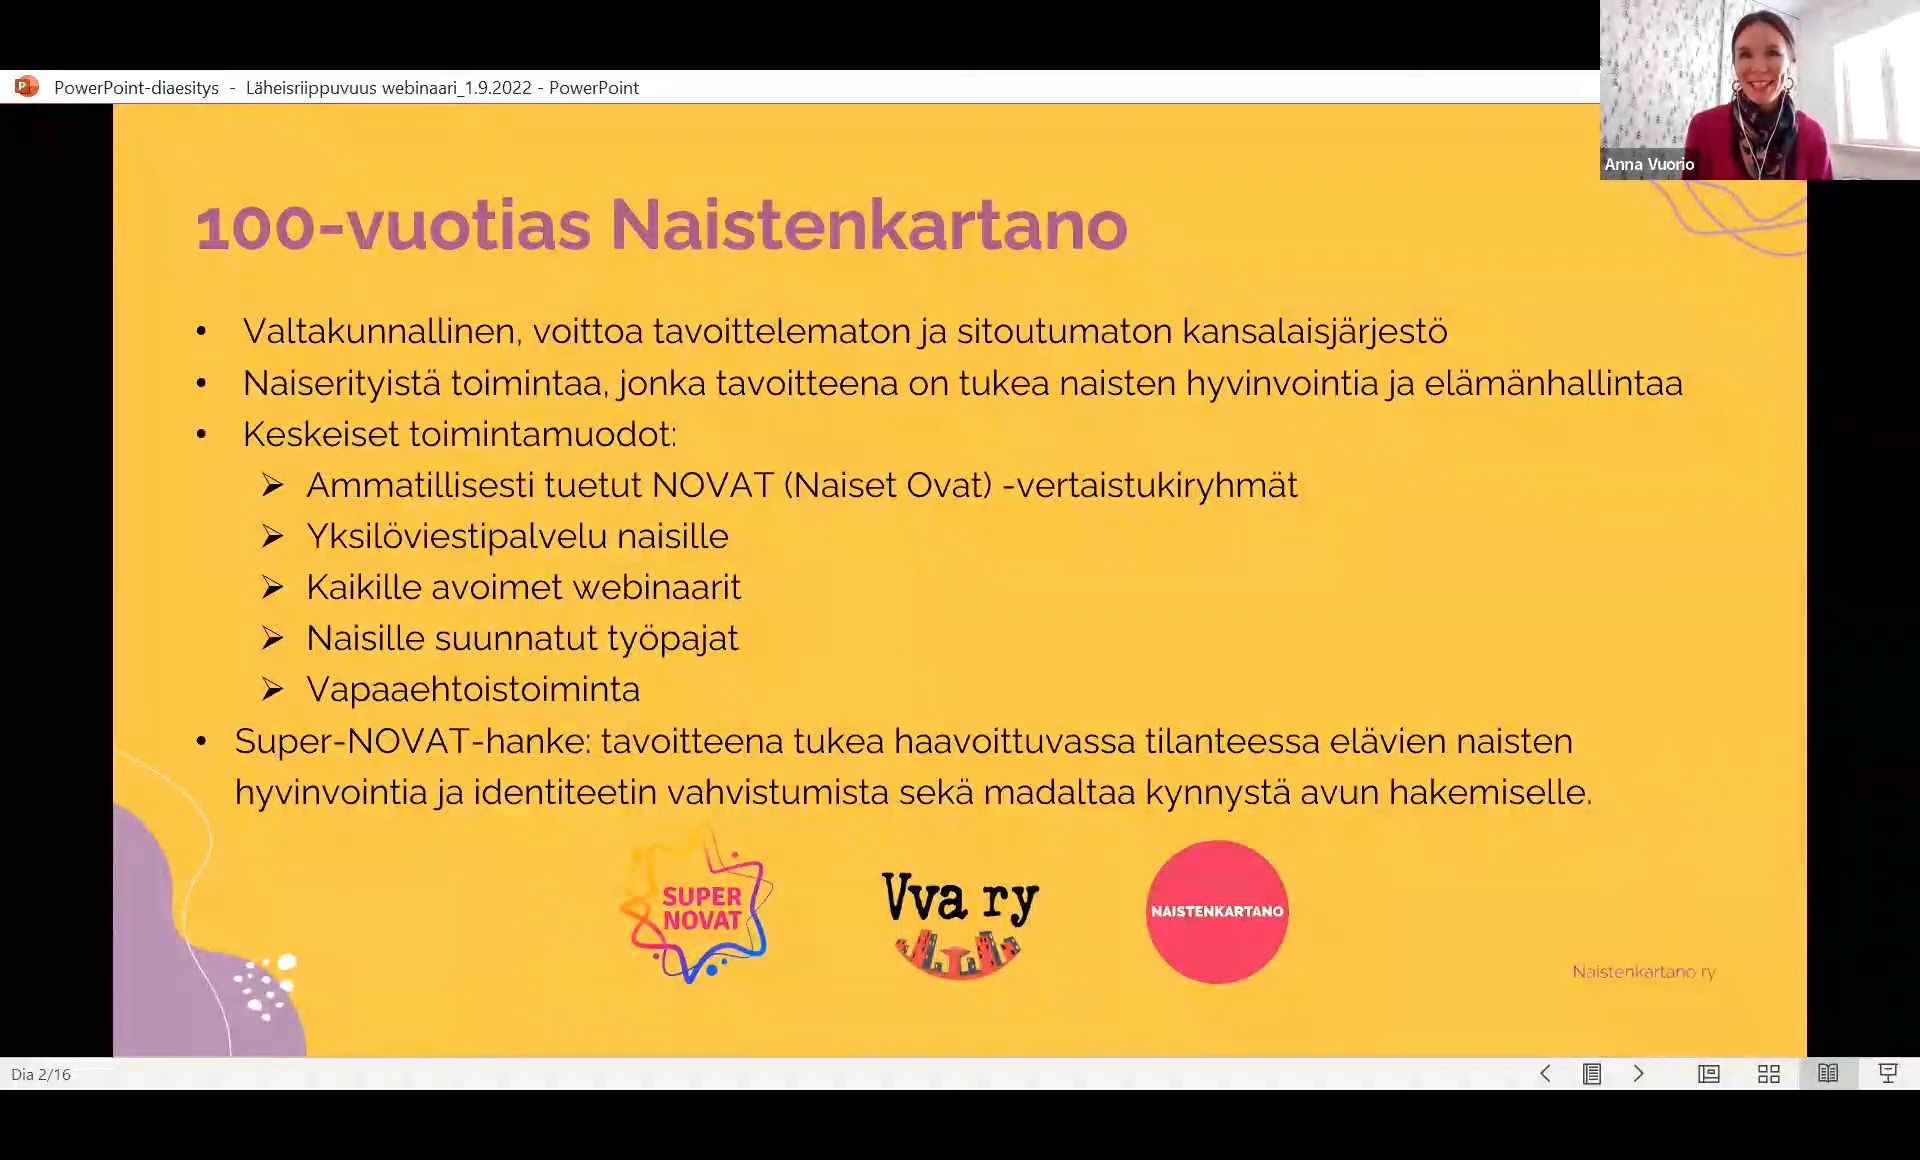 PowerPoint-diaesitys - Läheisriippuvuus webinaari_1.9.2022 - PowerPoint
Anna Vuorio
100-vuotias Naistenkartano
• Valtakunnallinen, voittoa tavoittelematon ja sitoutumaton kansalaisjärjestö
• Naiserityistä toimintaa, jonka tavoitteena on tukea naisten hyvinvointia ja elämänhallintaa
• Keskeiset toimintamuodot:
➢ Ammatillisesti tuetut NOVAT (Naiset Ovat) -vertaistukiryhmät
➢ Yksilöviestipalvelu naisille
➢ Kaikille avoimet webinaarit
➢ Naisille suunnatut työpajat
➢ Vapaaehtoistoiminta
• Super-NOVAT-hanke: tavoitteena tukea haavoittuvassa tilanteessa elävien naisten
hyvinvointia ja identiteetin vahvistumista sekä madaltaa kynnystä avun hakemiselle.
SUPER
NOVAT
Vva ry
NAISTENKARTANO
Naistenkartano ry
Dia 2/16